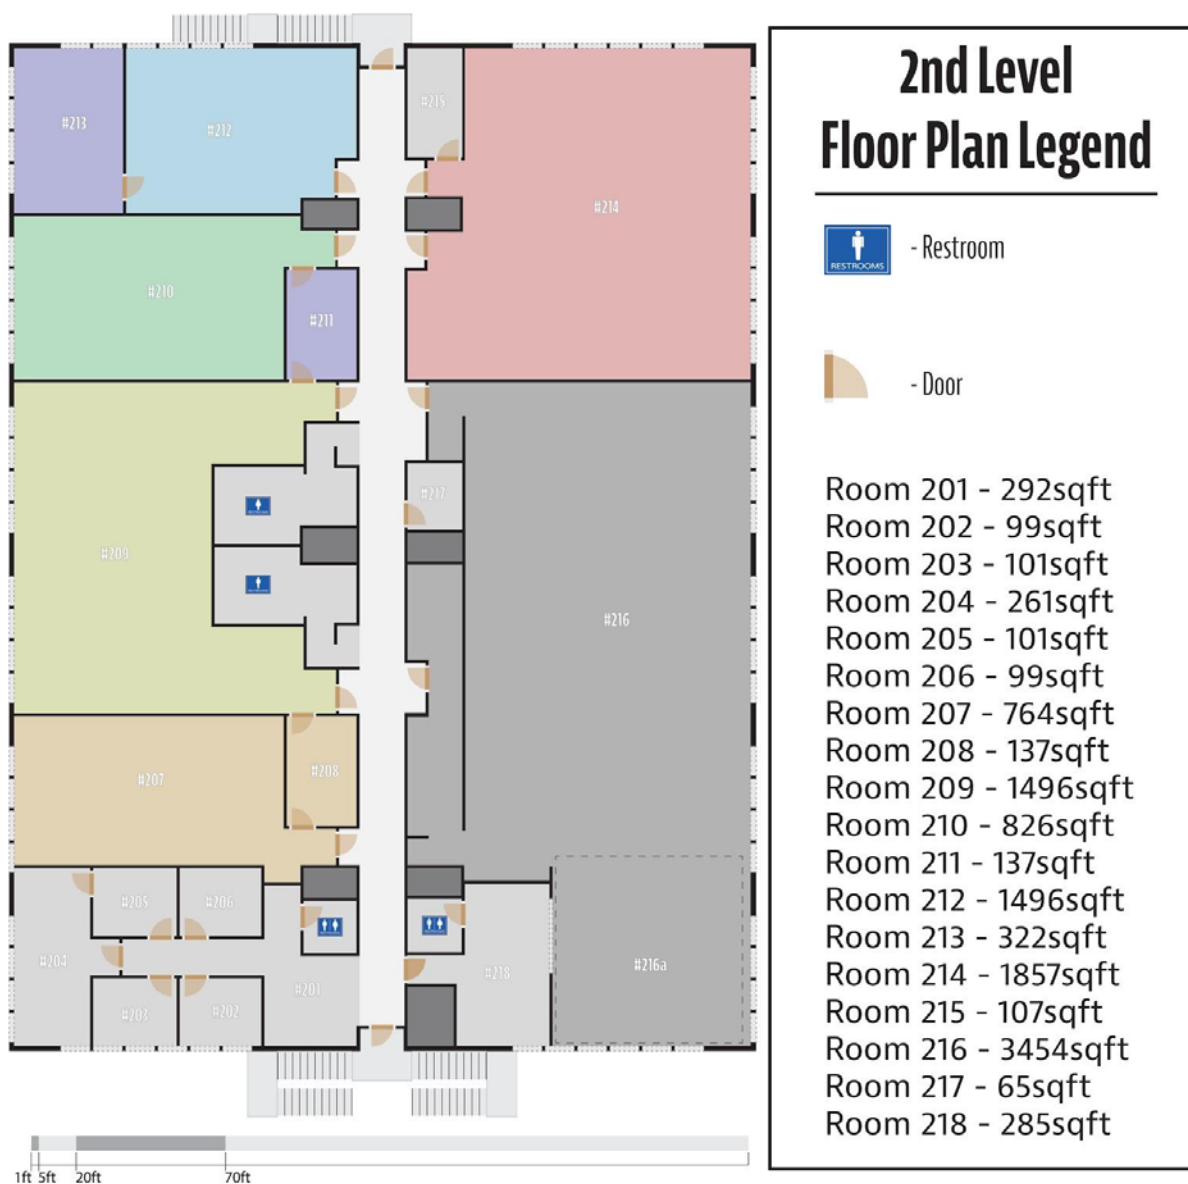 2nd Level
Floor Plan Legend
RESTROOMS
- Restroom
- Door
Room 201 - 292sqft
Room 202 - 99sqft
Room 203 - 101sqft
Room 204 - 261sqft
Room 205 - 101sqft
Room 206 - 99sqft
Room 207 - 764sqft
Room 208 - 137sqft
Room 209 - 1496sqft
Room 210 - 826sqft
Room 211 - 137sqft
Room 212 - 1496sqft
Room 213 - 322sqft
Room 214 - 1857sqft
Room 215 - 107sqft
Room 216 - 3454sqft
Room 217 - 65sqft
Room 218 - 285sqft
#213
#212
#215
#214
#210
#211
#217
#209
#216
#207
#208
#205
#206
#204
#201
#218
#216a
#203
#202
1ft 5ft 20ft 70ft